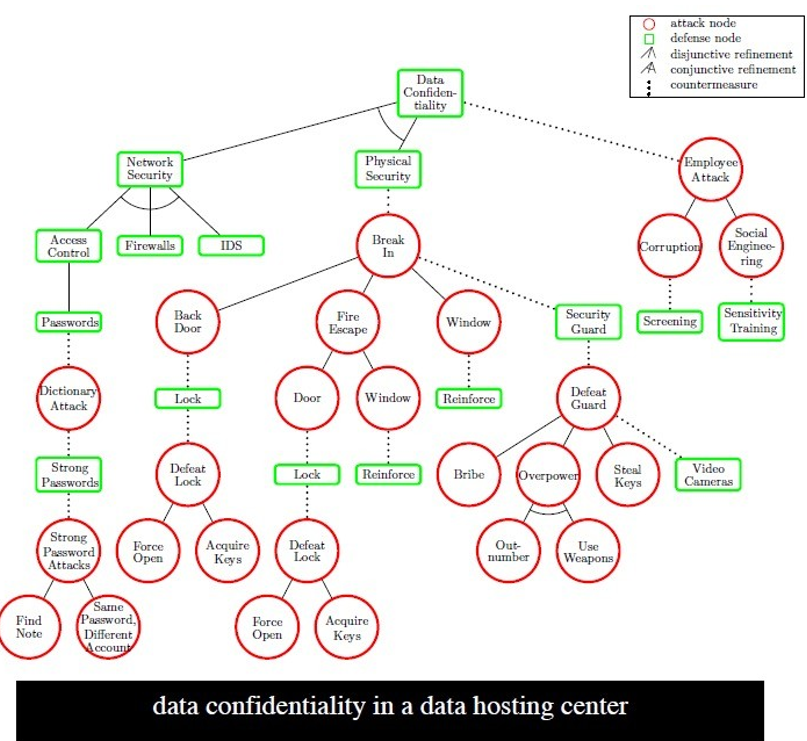 attack node
defense node
disjunctive refinement
conjunctive refinement
countermeasure
Data
Confiden-
tiality
Network
Security
Physical
Security
Employee
Attack
Access
Control
Firewalls
IDS
Break
In
Corruption
Social
Enginee-
ring
Passwords
Back
Door
Fire
Escape
Window
Security
Guard
Screening
Sensitivity
Training
Dictionary
Attack
Lock
Door
Window
Reinforce
Defeat
Guard
Strong
Passwords
Defeat
Lock
Lock
Reinforce
Bribe
Overpower
Steal
Keys
Video
Cameras
Strong
Password
Attacks
Force
Open
Acquire
Keys
Defeat
Lock
Out-
number
Use
Weapons
Find
Note
Same
Password,
Different
Account
Force
Open
Acquire
Keys
data confidentiality in a data hosting center